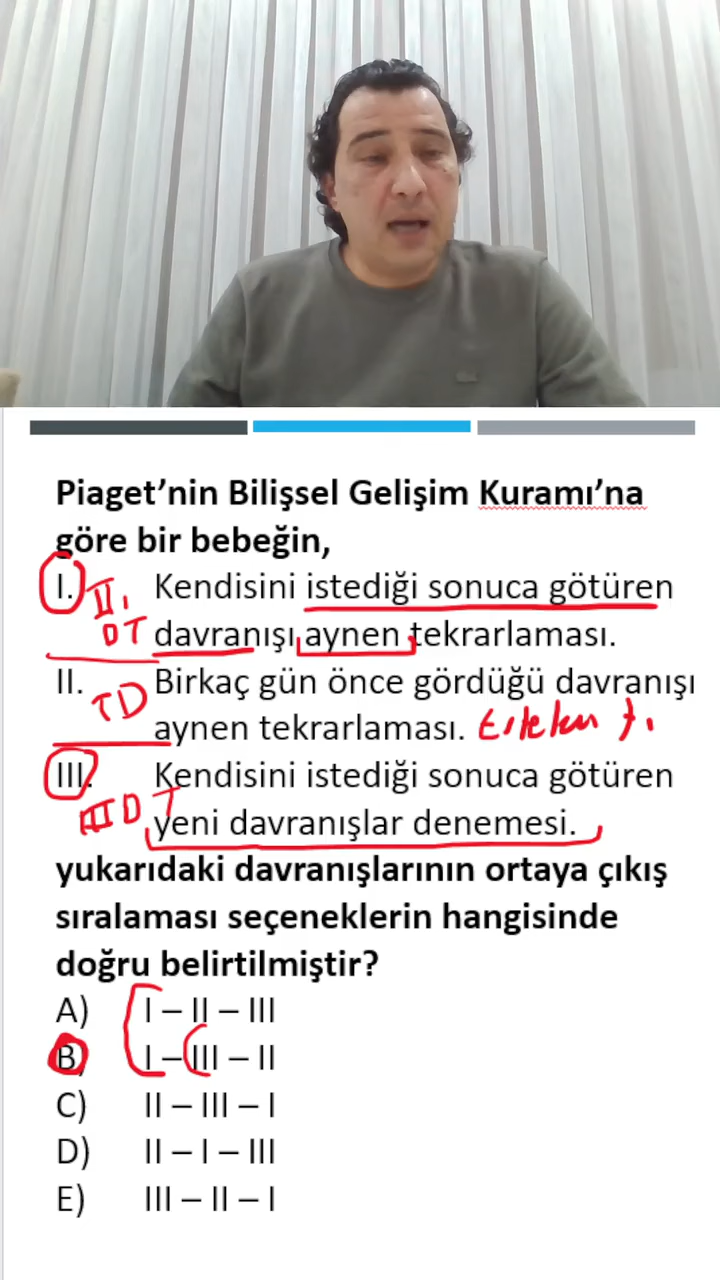 Piaget'nin Bilişsel Gelişim Kuramı'na
göre bir bebeğin,
I. Kendisini istediği sonuca götüren
II.
DT davranışı aynen tekrarlaması.
II. Birkaç gün önce gördüğü davranışı
TD
aynen tekrarlaması.
III. Kendisini istediği sonuca götüren
III DT
yeni davranışlar denemesi.
yukarıdaki davranışlarının ortaya çıkış
sıralaması seçeneklerin hangisinde
doğru belirtilmiştir?
A) I – II – III
B) I – III – II
C) II – III – I
D) II – I – III
E) III – II – I